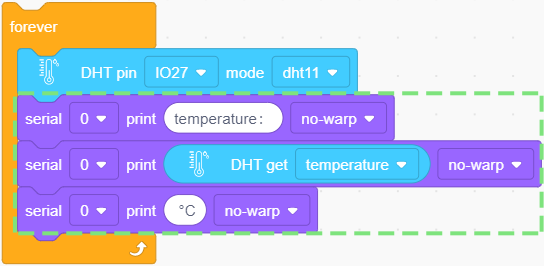 forever
DHT pin IO27 mode dht11
serial 0 print temperature: no-warp
serial 0 print DHT get temperature no-warp
serial 0 print °C no-warp